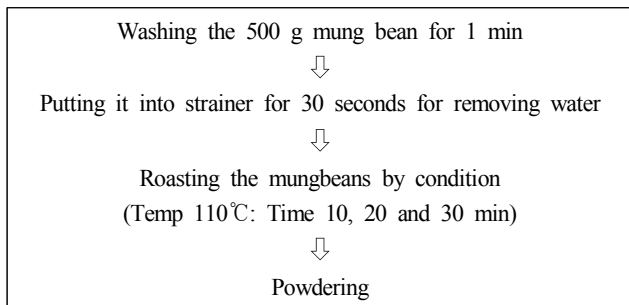 Washing the 500 g mung bean for 1 min
⇩
Putting it into strainer for 30 seconds for removing water
⇩
Roasting the mungbeans by condition
(Temp 110℃: Time 10, 20 and 30 min)
⇩
Powdering